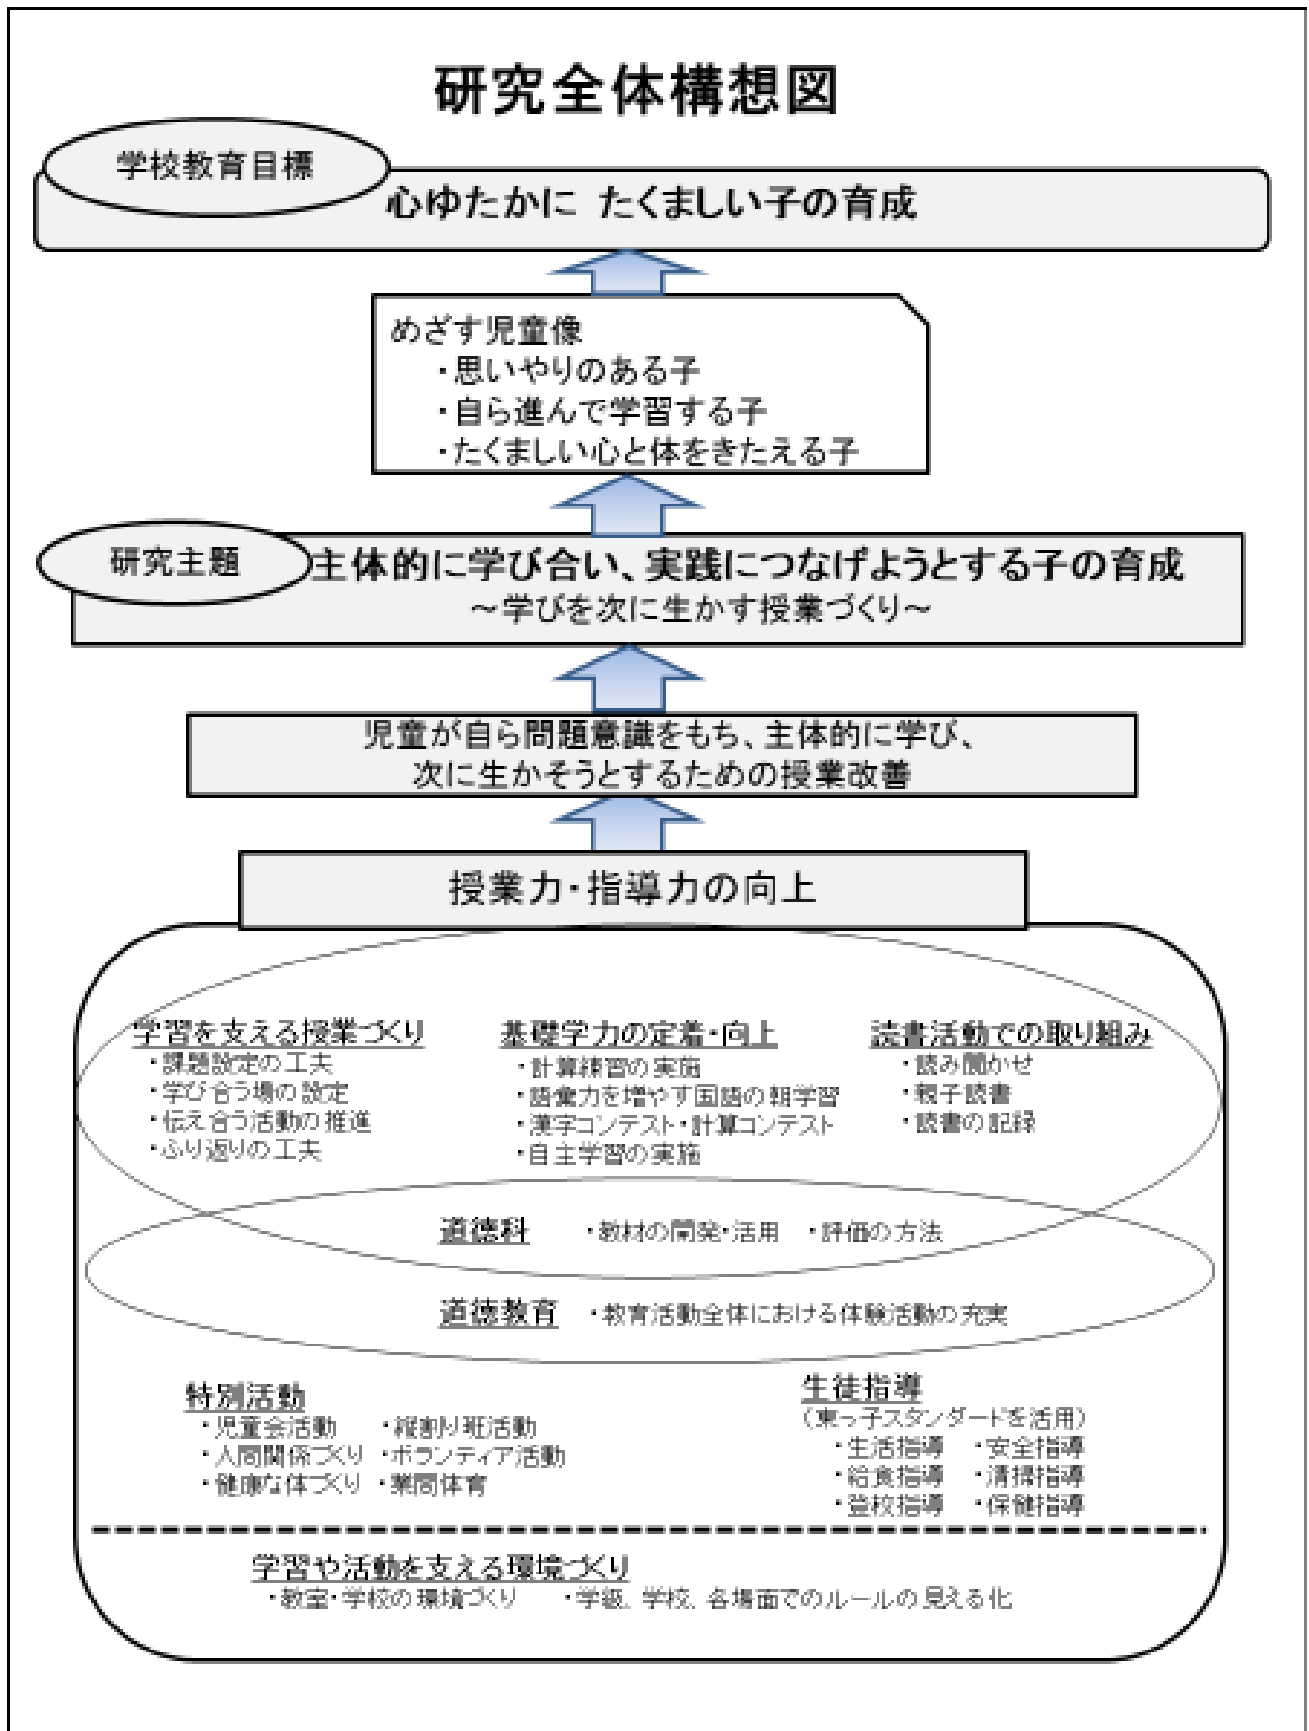 研究全体構想図
学校教育目標
心ゆたかに たくましい子の育成
めざす児童像
・思いやりのある子
・自ら進んで学習する子
・たくましい心と体をきたえる子
研究主題
主体的に学び合い、実践につなげようとする子の育成
～学びを次に生かす授業づくり～
児童が自ら問題意識をもち、主体的に学び、
次に生かそうとするための授業改善
授業力・指導力の向上
学習を支える授業づくり
・課題設定の工夫
・学び合う場の設定
・伝え合う活動の推進
・ふり返りの工夫
基礎学力の定着・向上
・計算練習の実施
・語彙力を増やす国語の朝学習
・漢字コンテスト・計算コンテスト
・自主学習の実施
読書活動での取り組み
・読み聞かせ
・親子読書
・読書の記録
道徳科 ・教材の開発・活用 ・評価の方法
道徳教育 ・教育活動全体における体験活動の充実
特別活動
・児童会活動 ・縦割り班活動
・人間関係づくり ・ボランティア活動
・健康な体づくり ・業間体育
生徒指導
（東っ子スタンダードを活用）
・生活指導 ・安全指導
・給食指導 ・清掃指導
・登校指導 ・保健指導
学習や活動を支える環境づくり
・教室・学校の環境づくり ・学級、学校、各場面でのルールの見える化